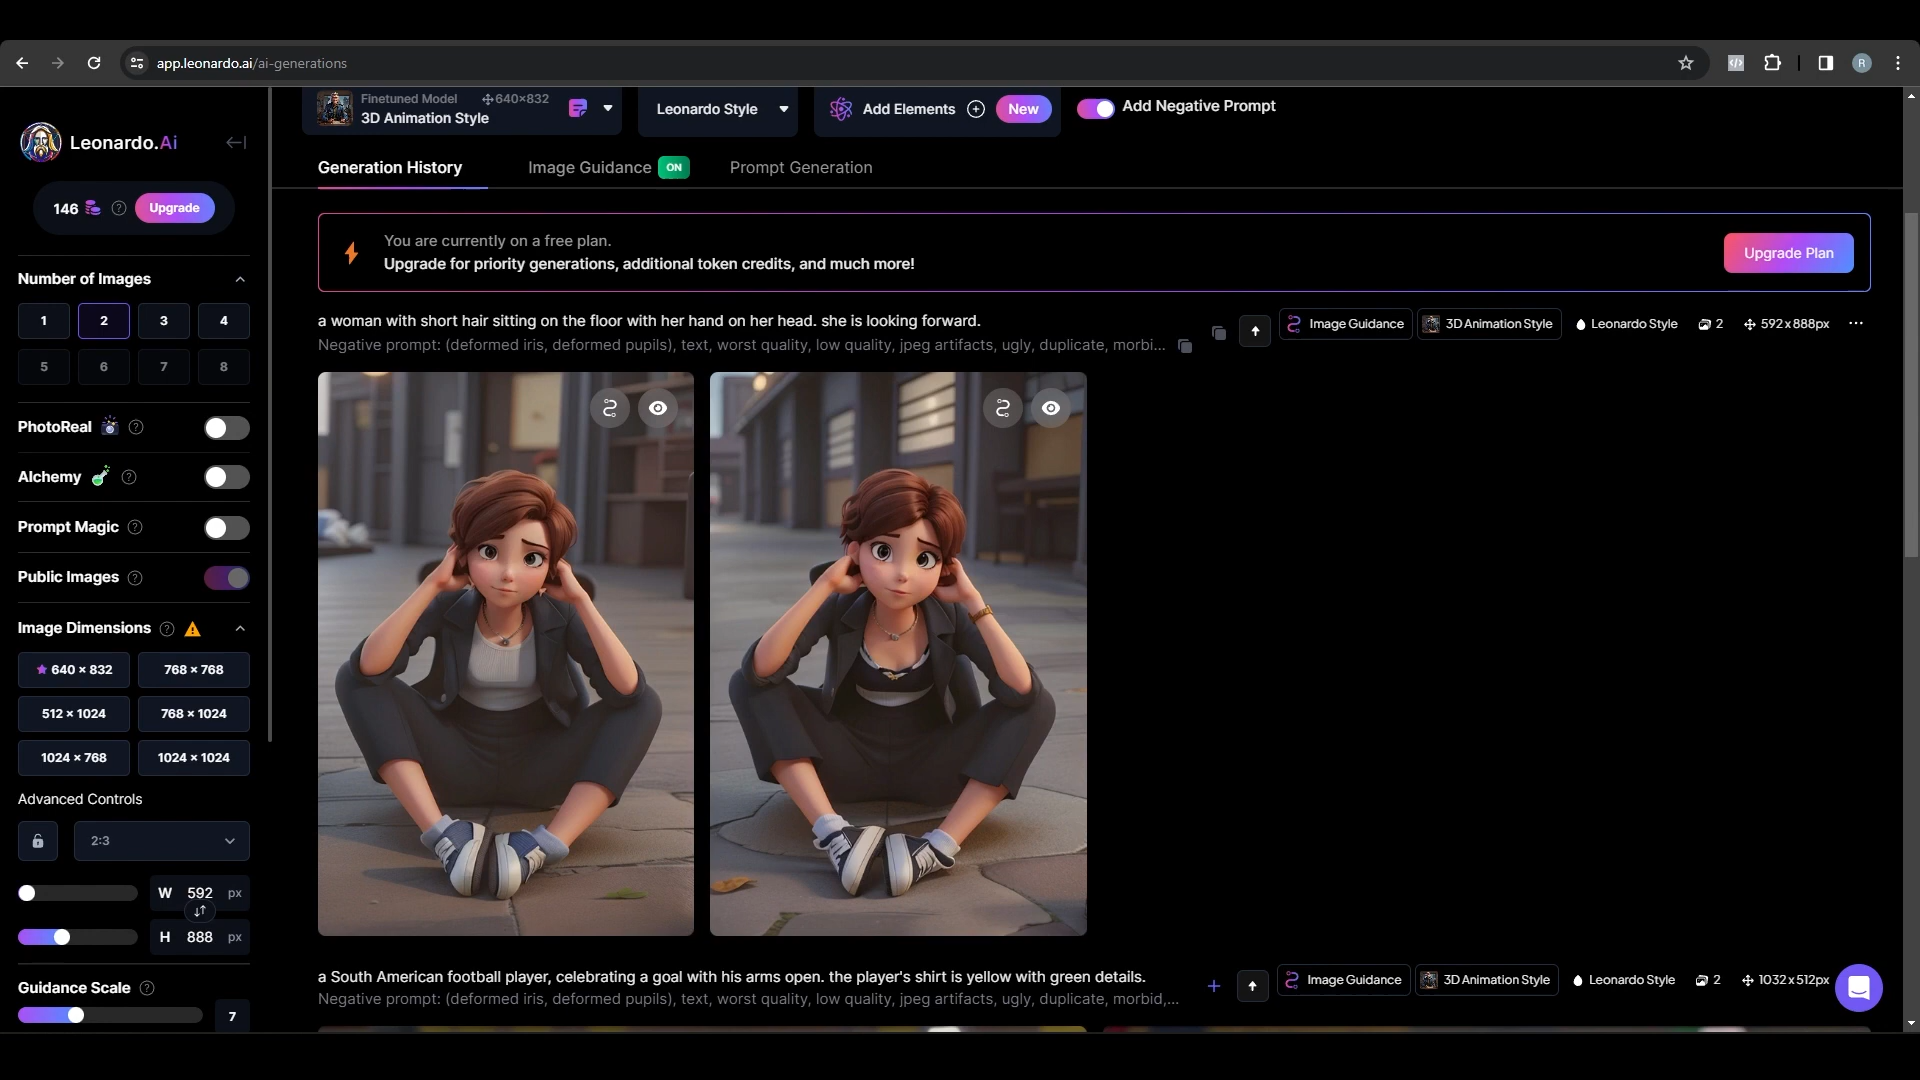 app.leonardo.ai/ai-generations
R
Leonardo.Ai
146 Upgrade
Number of Images
1 2 3 4
5 6 7 8
PhotoReal
Alchemy
Prompt Magic
Public Images
Image Dimensions
640 × 832 768 × 768
512 × 1024 768 × 1024
1024 × 768 1024 × 1024
Advanced Controls
2:3
W 592 px
H 888 px
Guidance Scale
7
Finetuned Model 640×832
3D Animation Style
Leonardo Style
Add Elements New
Add Negative Prompt
Generation History Image Guidance ON Prompt Generation
You are currently on a free plan.
Upgrade for priority generations, additional token credits, and much more!
Upgrade Plan
a woman with short hair sitting on the floor with her hand on her head. she is looking forward.
Negative prompt: (deformed iris, deformed pupils), text, worst quality, low quality, jpeg artifacts, ugly, duplicate, morbi...
Image Guidance 3D Animation Style Leonardo Style 2 592x888px
a South American football player, celebrating a goal with his arms open. the player's shirt is yellow with green details.
Negative prompt: (deformed iris, deformed pupils), text, worst quality, low quality, jpeg artifacts, ugly, duplicate, morbid,...
Image Guidance 3D Animation Style Leonardo Style 2 1032x512px